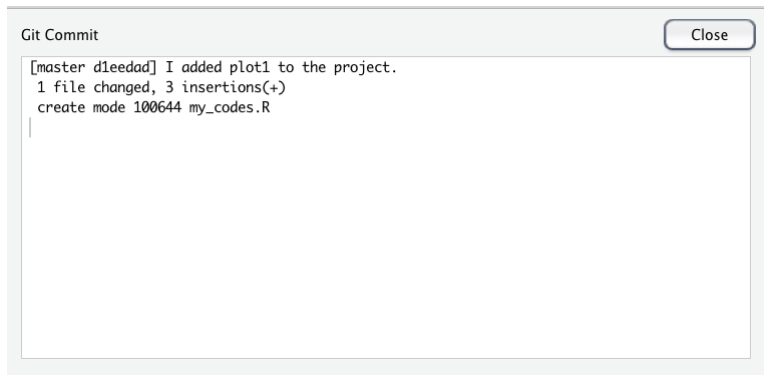 Git Commit
Close
[master d1eedad] I added plot1 to the project.
1 file changed, 3 insertions(+)
create mode 100644 my_codes.R